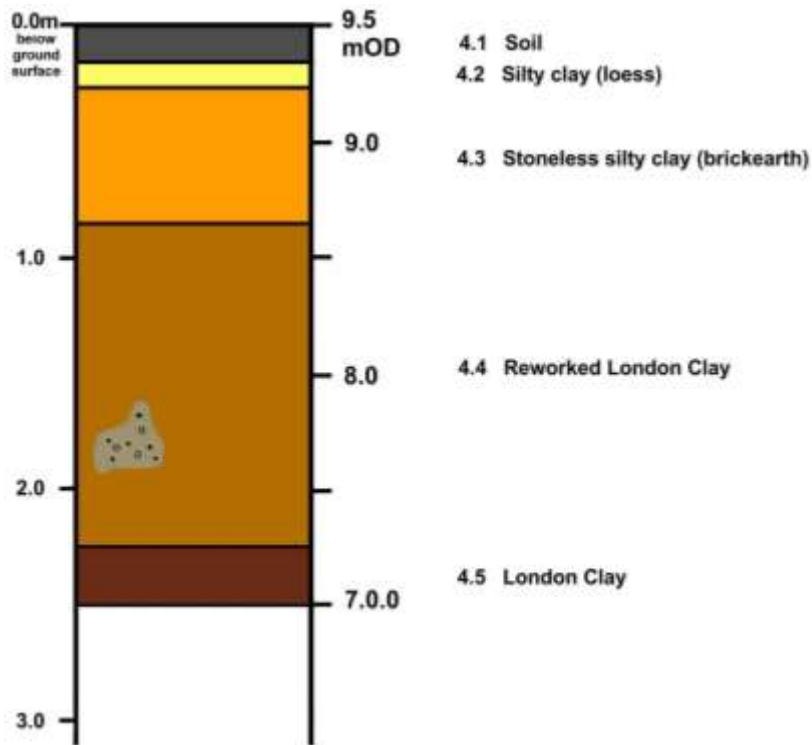 0.0m
below
ground
surface
1.0
2.0
3.0
9.5
mOD
9.0
8.0
7.0.0
4.1 Soil
4.2 Silty clay (loess)
4.3 Stoneless silty clay (brickearth)
4.4 Reworked London Clay
4.5 London Clay